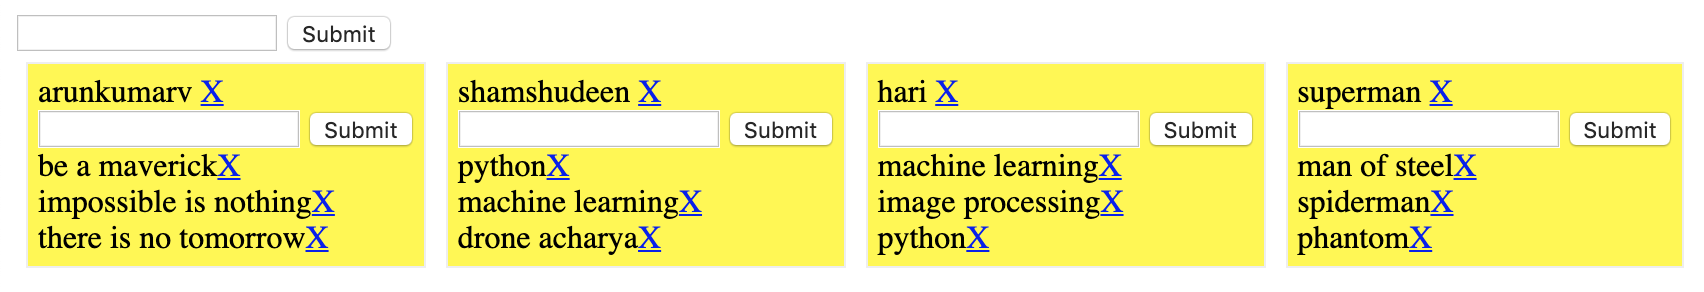 Submit
arunkumarv X
Submit
be a maverickX
impossible is nothingX
there is no tomorrowX
shamshudeen X
Submit
pythonX
machine learningX
drone acharyaX
hari X
Submit
machine learningX
image processingX
pythonX
superman X
Submit
man of steelX
spidermanX
phantomX